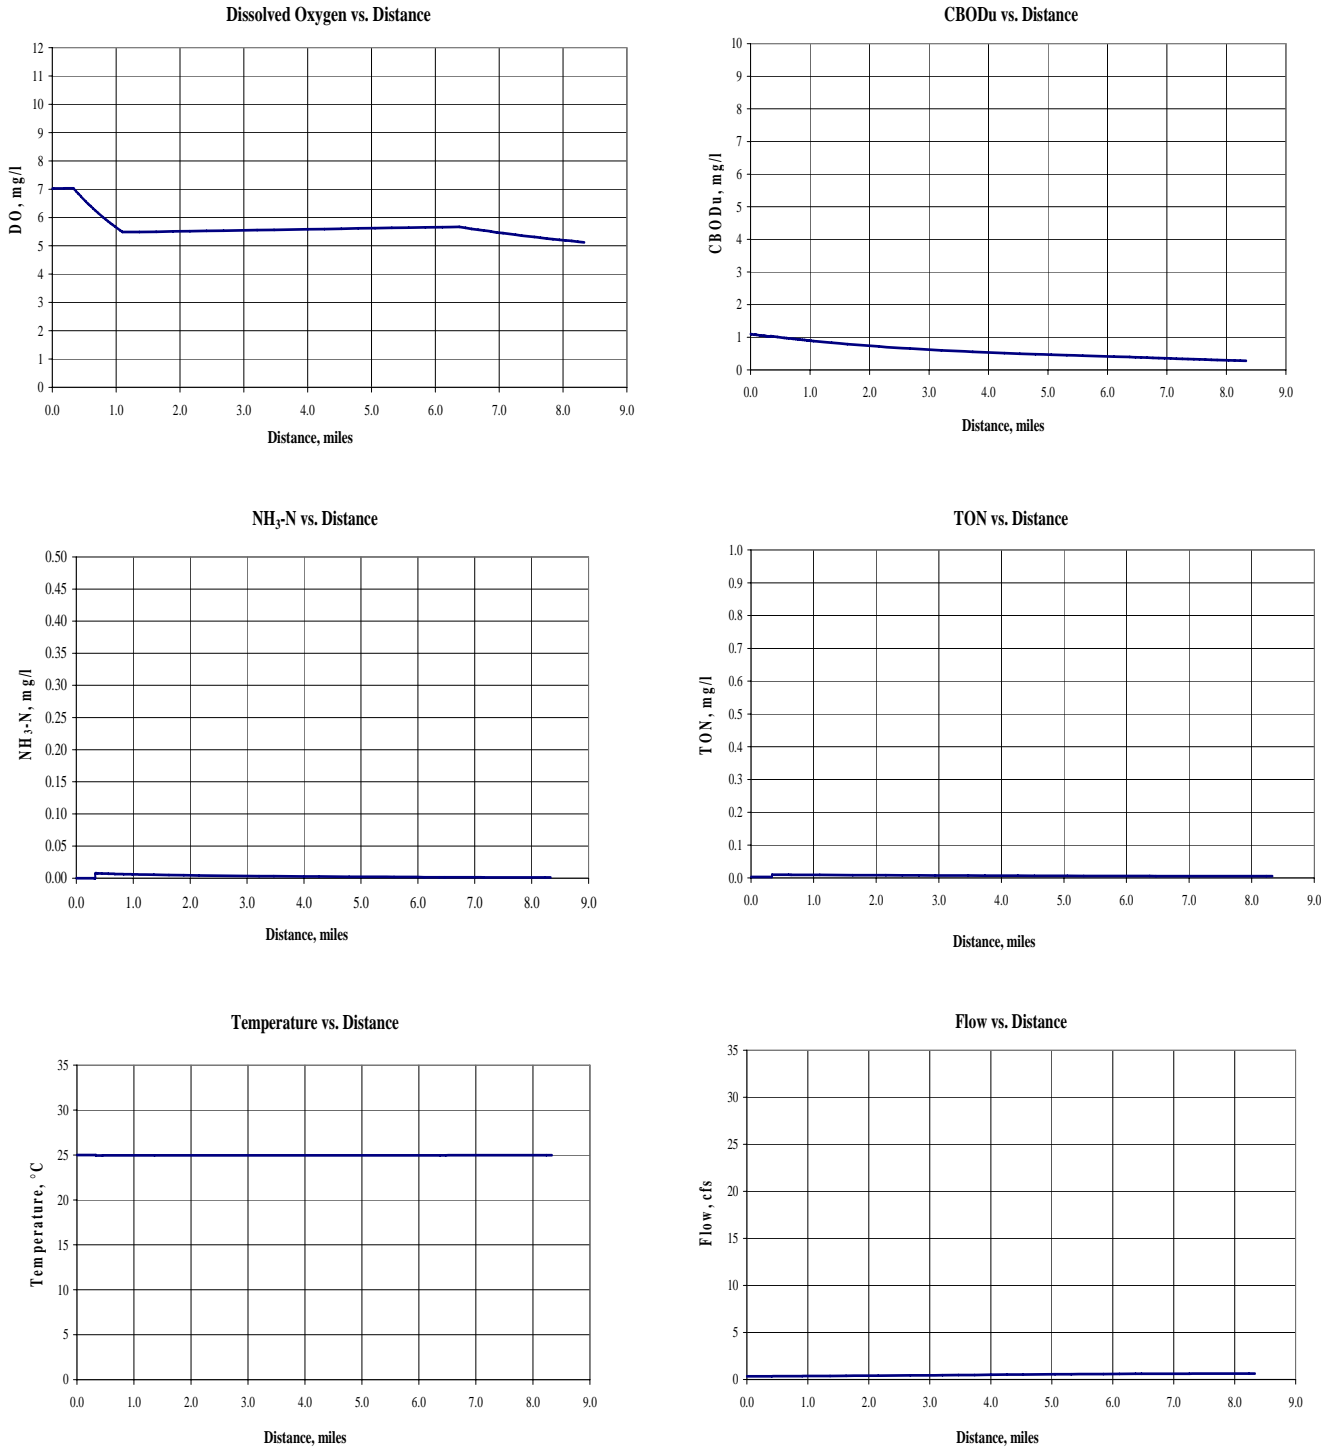 Dissolved Oxygen vs. Distance
12
11
10
9
8
7
6
5
4
3
2
1
0
DO, mg/l
0.0 1.0 2.0 3.0 4.0 5.0 6.0 7.0 8.0 9.0
Distance, miles
CBODu vs. Distance
10
9
8
7
6
5
4
3
2
1
0
CBODu, mg/l
0.0 1.0 2.0 3.0 4.0 5.0 6.0 7.0 8.0 9.0
Distance, miles
NH₃-N vs. Distance
0.50
0.45
0.40
0.35
0.30
0.25
0.20
0.15
0.10
0.05
0.00
NH₃-N, mg/l
0.0 1.0 2.0 3.0 4.0 5.0 6.0 7.0 8.0 9.0
Distance, miles
TON vs. Distance
1.0
0.9
0.8
0.7
0.6
0.5
0.4
0.3
0.2
0.1
0.0
TON, mg/l
0.0 1.0 2.0 3.0 4.0 5.0 6.0 7.0 8.0 9.0
Distance, miles
Temperature vs. Distance
35
30
25
20
15
10
5
0
Temperature, °C
0.0 1.0 2.0 3.0 4.0 5.0 6.0 7.0 8.0 9.0
Distance, miles
Flow vs. Distance
35
30
25
20
15
10
5
0
Flow, cfs
0.0 1.0 2.0 3.0 4.0 5.0 6.0 7.0 8.0 9.0
Distance, miles